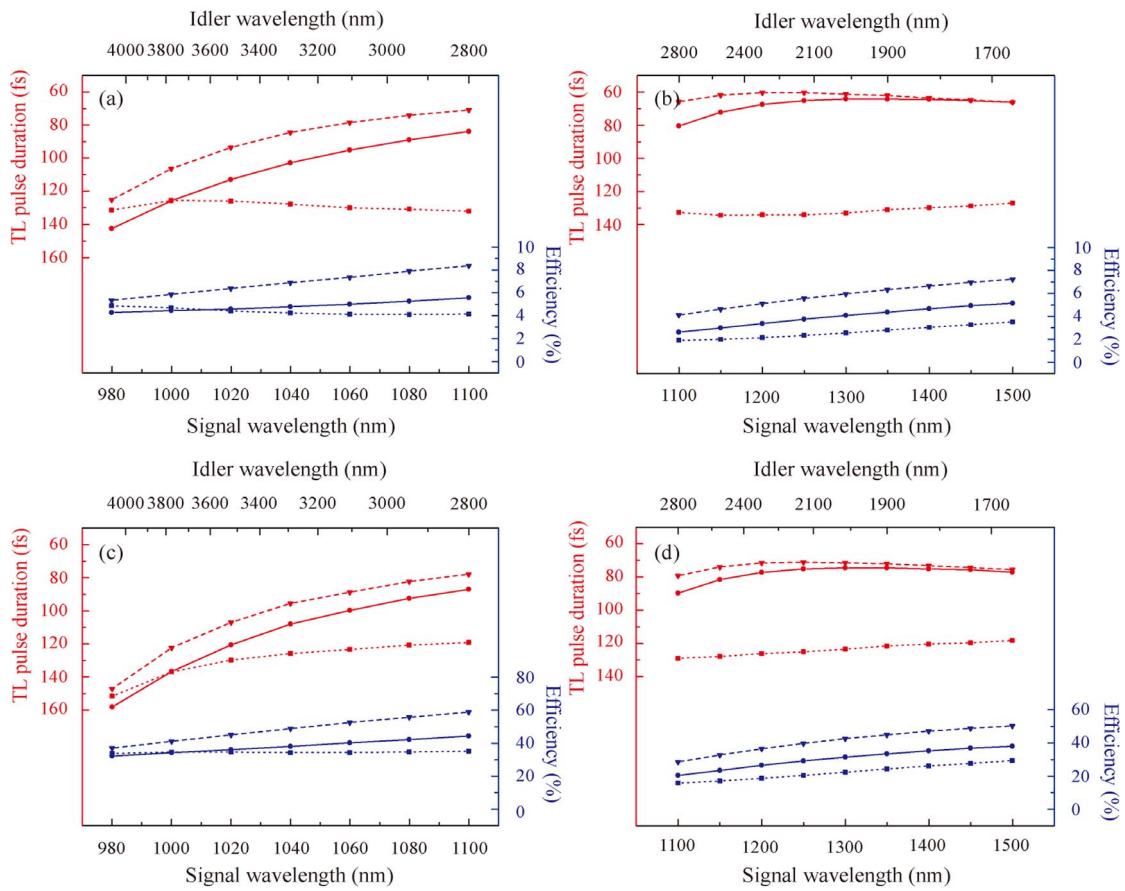 Idler wavelength (nm)
4000 3800 3600 3400 3200 3000 2800
(a)
TL pulse duration (fs)
60
80
100
120
140
160
Efficiency (%)
10
8
6
4
2
0
980 1000 1020 1040 1060 1080 1100
Signal wavelength (nm)
Idler wavelength (nm)
2800 2400 2100 1900 1700
(b)
TL pulse duration (fs)
60
80
100
120
140
Efficiency (%)
10
8
6
4
2
0
1100 1200 1300 1400 1500
Signal wavelength (nm)
Idler wavelength (nm)
4000 3800 3600 3400 3200 3000 2800
(c)
TL pulse duration (fs)
60
80
100
120
140
160
Efficiency (%)
80
60
40
20
0
980 1000 1020 1040 1060 1080 1100
Signal wavelength (nm)
Idler wavelength (nm)
2800 2400 2100 1900 1700
(d)
TL pulse duration (fs)
60
80
100
120
140
Efficiency (%)
60
40
20
0
1100 1200 1300 1400 1500
Signal wavelength (nm)